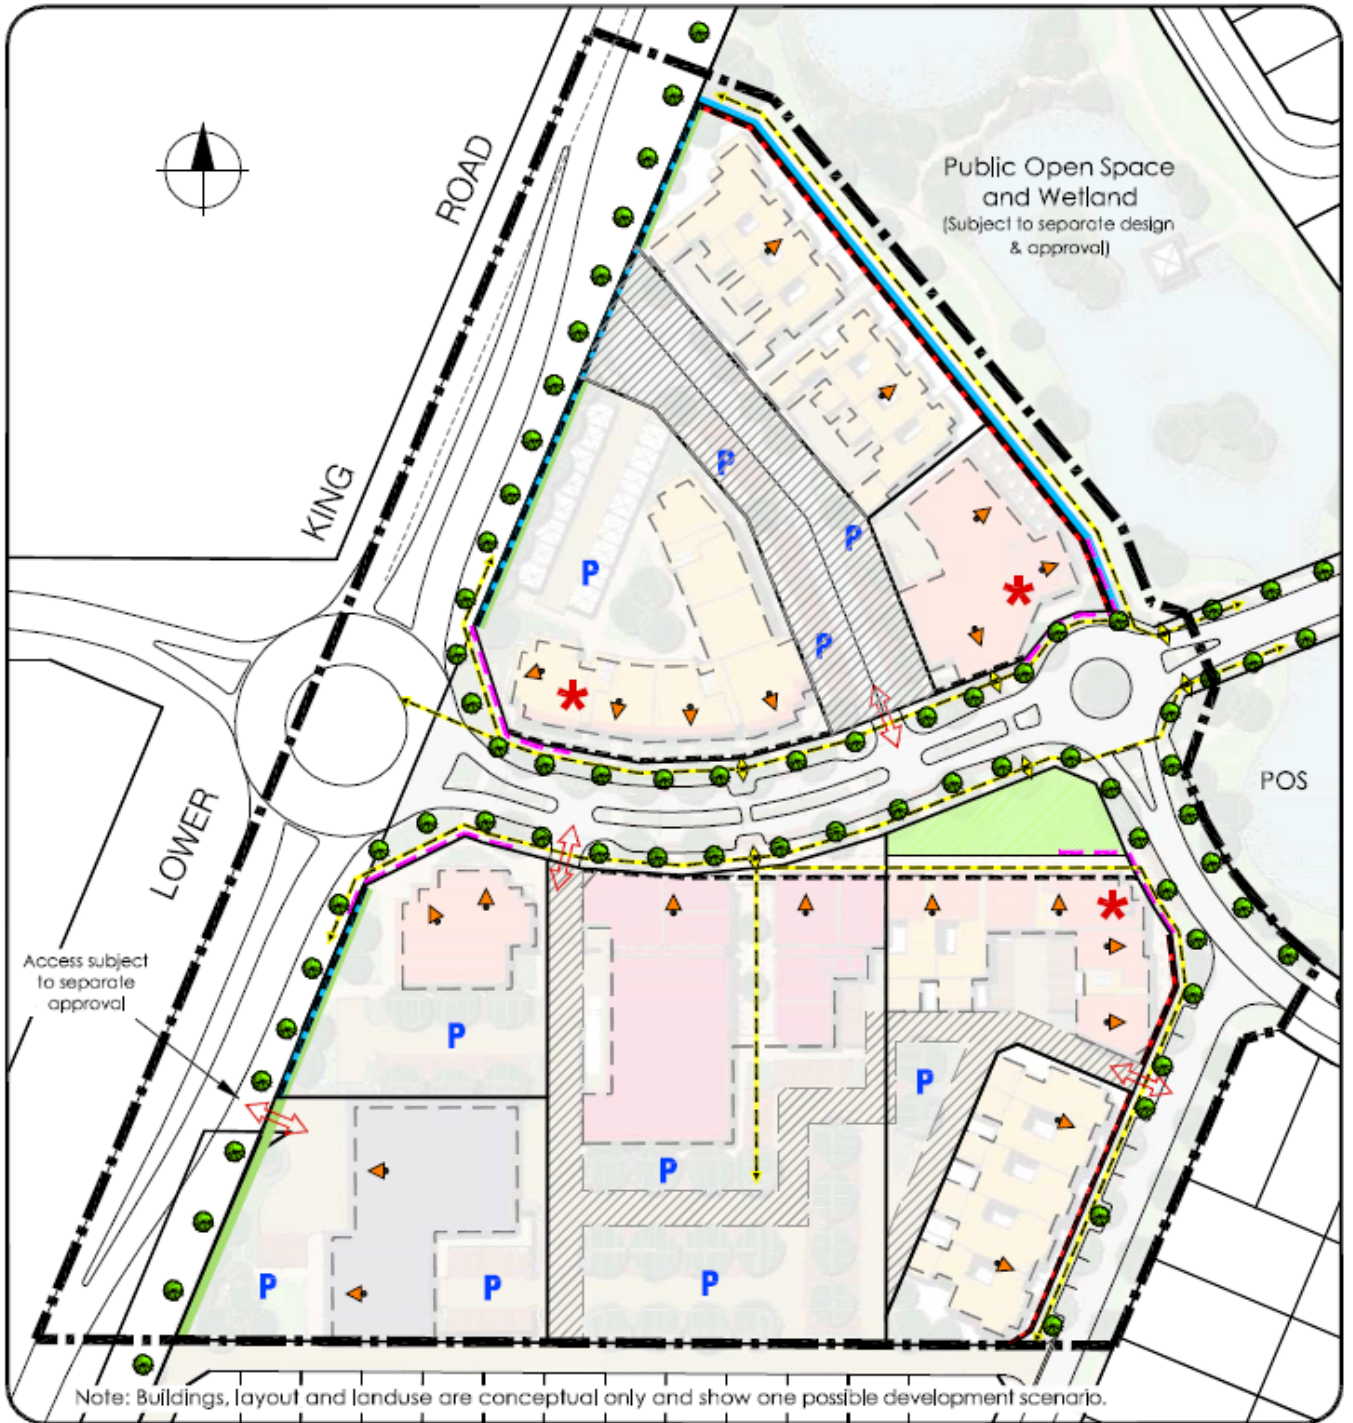 ROAD
Public Open Space
and Wetland
(Subject to separate design
& approval)
KING
P
P
P
*
P
*
LOWER
POS
*
Access subject
to separate
approval
P
P
P
P
P
P
Note: Buildings, layout and landuse are conceptual only and show one possible development scenario.